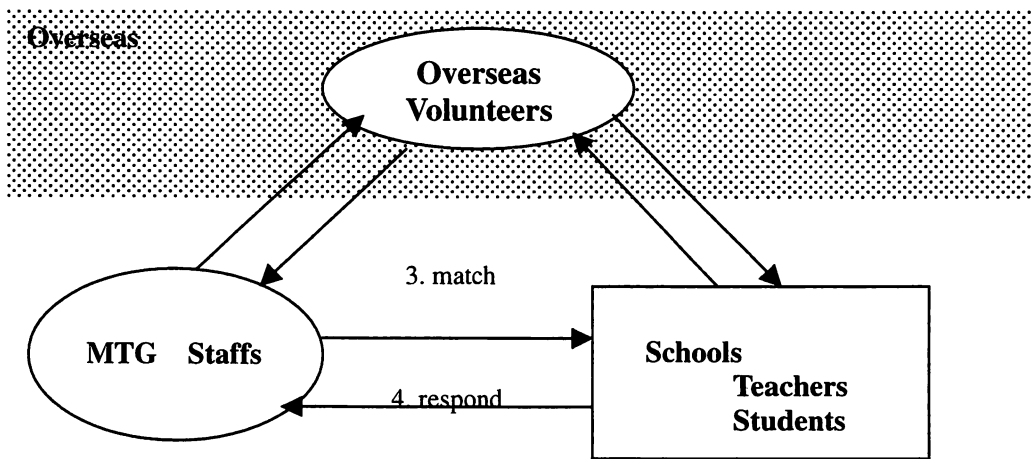 Overseas
Overseas
Volunteers
3. match
MTG Staffs
Schools
Teachers
Students
4. respond